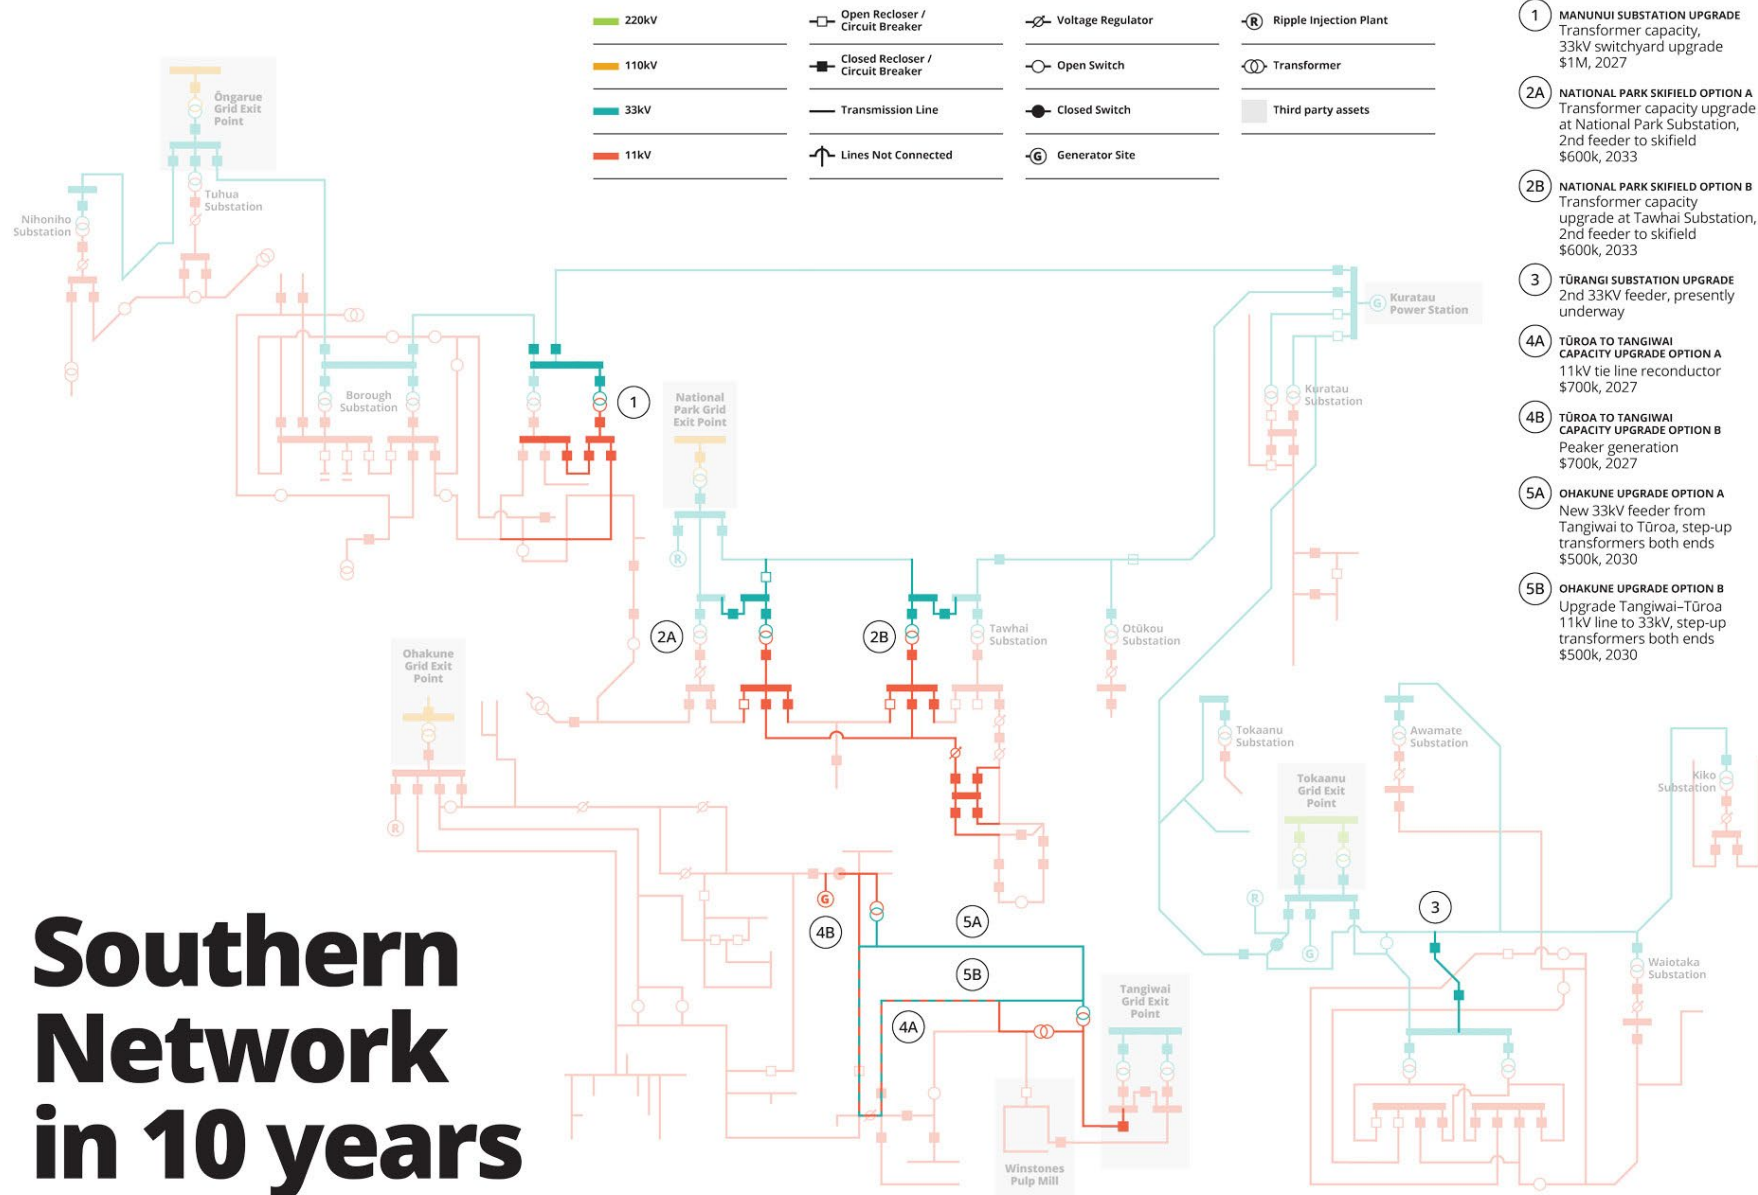 220kV
110kV
33kV
11kV
Open Recloser /
Circuit Breaker
Closed Recloser /
Circuit Breaker
Transmission Line
Lines Not Connected
Voltage Regulator
Open Switch
Closed Switch
G Generator Site
R Ripple Injection Plant
Transformer
Third party assets
1 MANUNUI SUBSTATION UPGRADE
Transformer capacity,
33kV switchyard upgrade
$1M, 2027
2A NATIONAL PARK SKIFIELD OPTION A
Transformer capacity upgrade
at National Park Substation,
2nd feeder to skifield
$600k, 2033
2B NATIONAL PARK SKIFIELD OPTION B
Transformer capacity
upgrade at Tawhai Substation,
2nd feeder to skifield
$600k, 2033
3 TŪRANGI SUBSTATION UPGRADE
2nd 33KV feeder, presently
underway
4A TŪROA TO TANGIWAI
CAPACITY UPGRADE OPTION A
11kV tie line reconductor
$700k, 2027
4B TŪROA TO TANGIWAI
CAPACITY UPGRADE OPTION B
Peaker generation
$700k, 2027
5A OHAKUNE UPGRADE OPTION A
New 33kV feeder from
Tangiwai to Tūroa, step-up
transformers both ends
$500k, 2030
5B OHAKUNE UPGRADE OPTION B
Upgrade Tangiwai–Tūroa
11kV line to 33kV, step-up
transformers both ends
$500k, 2030
Ōngarue
Grid Exit
Point
Tuhua
Substation
Nihoniho
Substation
Borough
Substation
1
National
Park Grid
Exit Point
R
G
Kuratau
Power Station
Kuratau
Substation
2A
2B
Tawhai
Substation
Otūkou
Substation
Ohakune
Grid Exit
Point
R
Tokaanu
Substation
Awamate
Substation
Kiko
Substation
Tokaanu
Grid Exit
Point
R
G
3
Waiotaka
Substation
G
4B
5A
5B
4A
Tangiwai
Grid Exit
Point
Winstones
Pulp Mill
Southern
Network
in 10 years